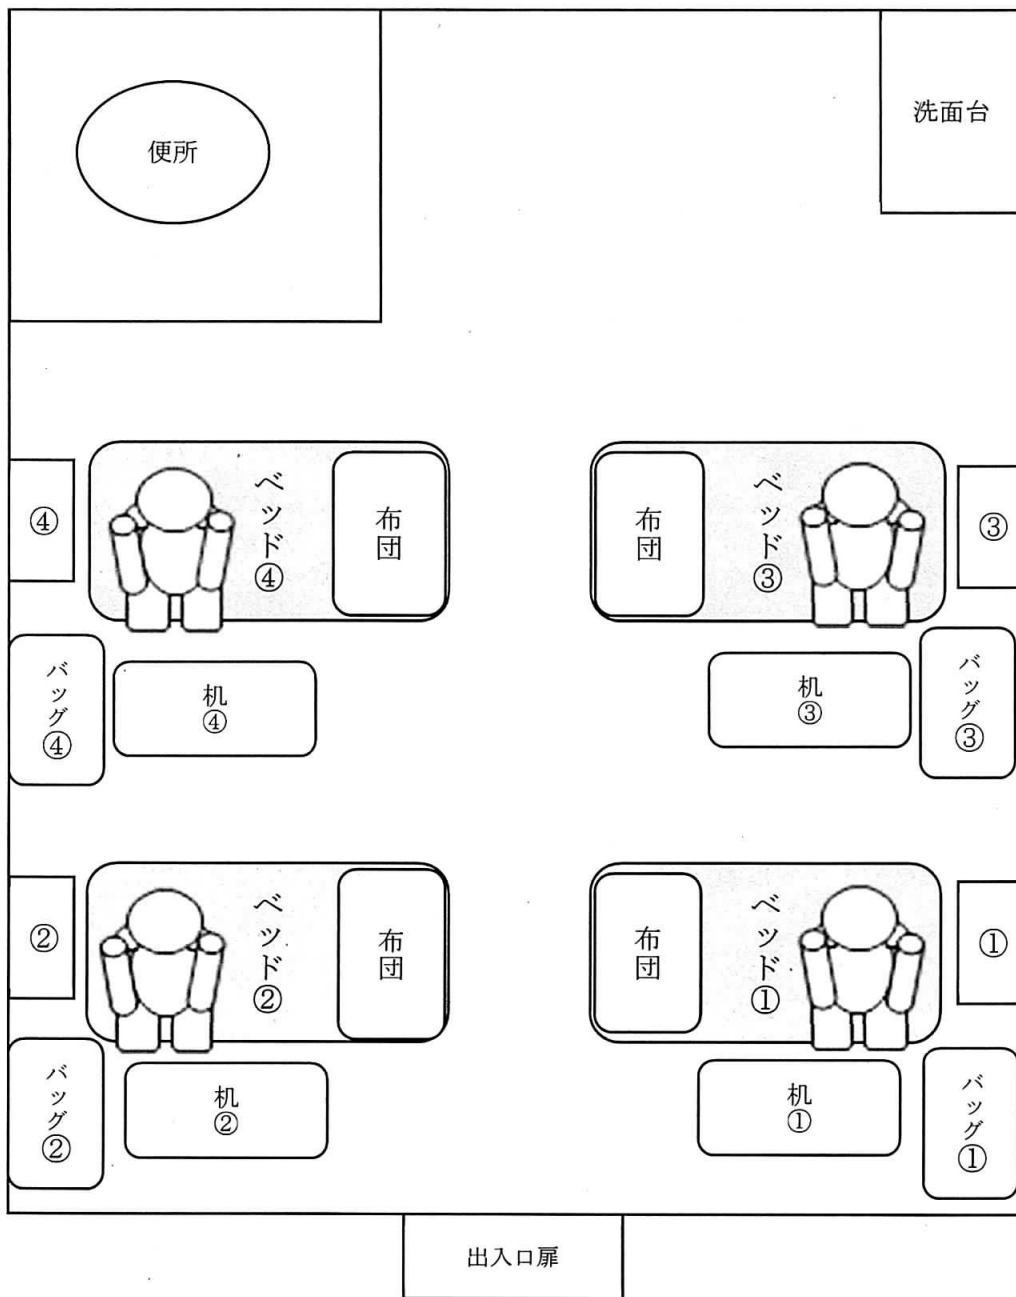 便所
洗面台
④
ベッド④
布団
布団
ベッド③
③
バッグ④
机④
机③
バッグ③
②
ベッド②
布団
布団
ベッド①
①
バッグ②
机②
机①
バッグ①
出入口扉